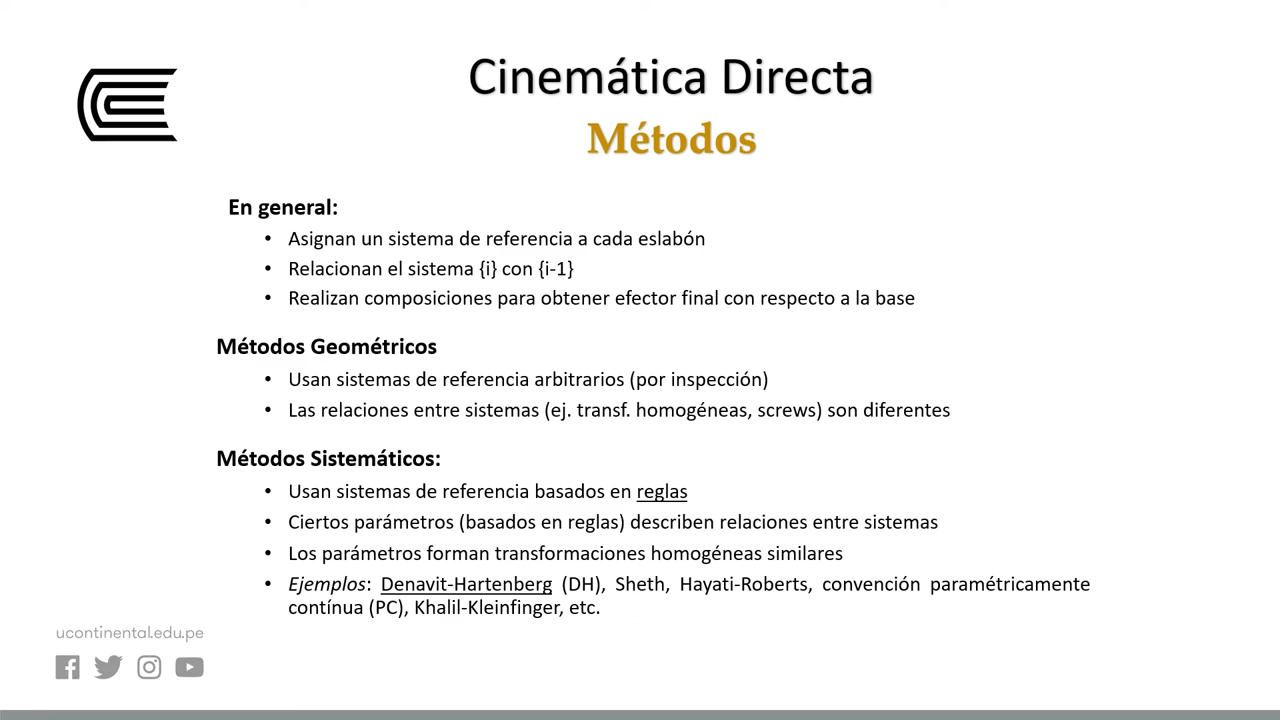 Cinemática Directa
Métodos
En general:
• Asignan un sistema de referencia a cada eslabón
• Relacionan el sistema {i} con {i-1}
• Realizan composiciones para obtener efector final con respecto a la base
Métodos Geométricos
• Usan sistemas de referencia arbitrarios (por inspección)
• Las relaciones entre sistemas (ej. transf. homogéneas, screws) son diferentes
Métodos Sistemáticos:
• Usan sistemas de referencia basados en reglas
• Ciertos parámetros (basados en reglas) describen relaciones entre sistemas
• Los parámetros forman transformaciones homogéneas similares
• Ejemplos: Denavit-Hartenberg (DH), Sheth, Hayati-Roberts, convención paramétricamente
contínua (PC), Khalil-Kleinfinger, etc.
ucontinental.edu.pe